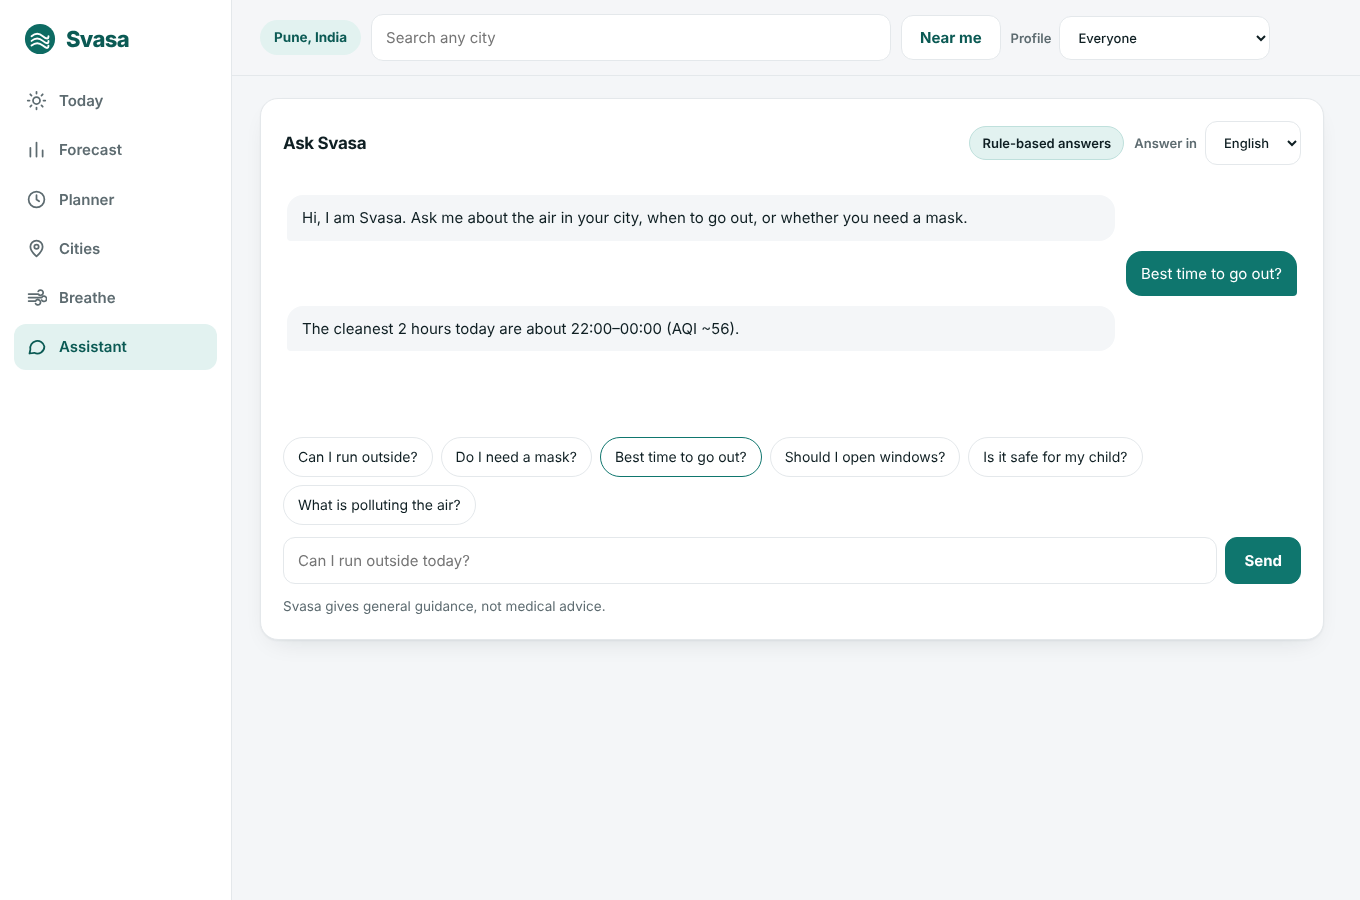 Svasa
Today
Forecast
Planner
Cities
Breathe
Assistant
Pune, India
Search any city
Near me
Profile
Everyone
Ask Svasa
Rule-based answers
Answer in
English
Hi, I am Svasa. Ask me about the air in your city, when to go out, or whether you need a mask.
Best time to go out?
The cleanest 2 hours today are about 22:00–00:00 (AQI ~56).
Can I run outside?
Do I need a mask?
Best time to go out?
Should I open windows?
Is it safe for my child?
What is polluting the air?
Can I run outside today?
Send
Svasa gives general guidance, not medical advice.